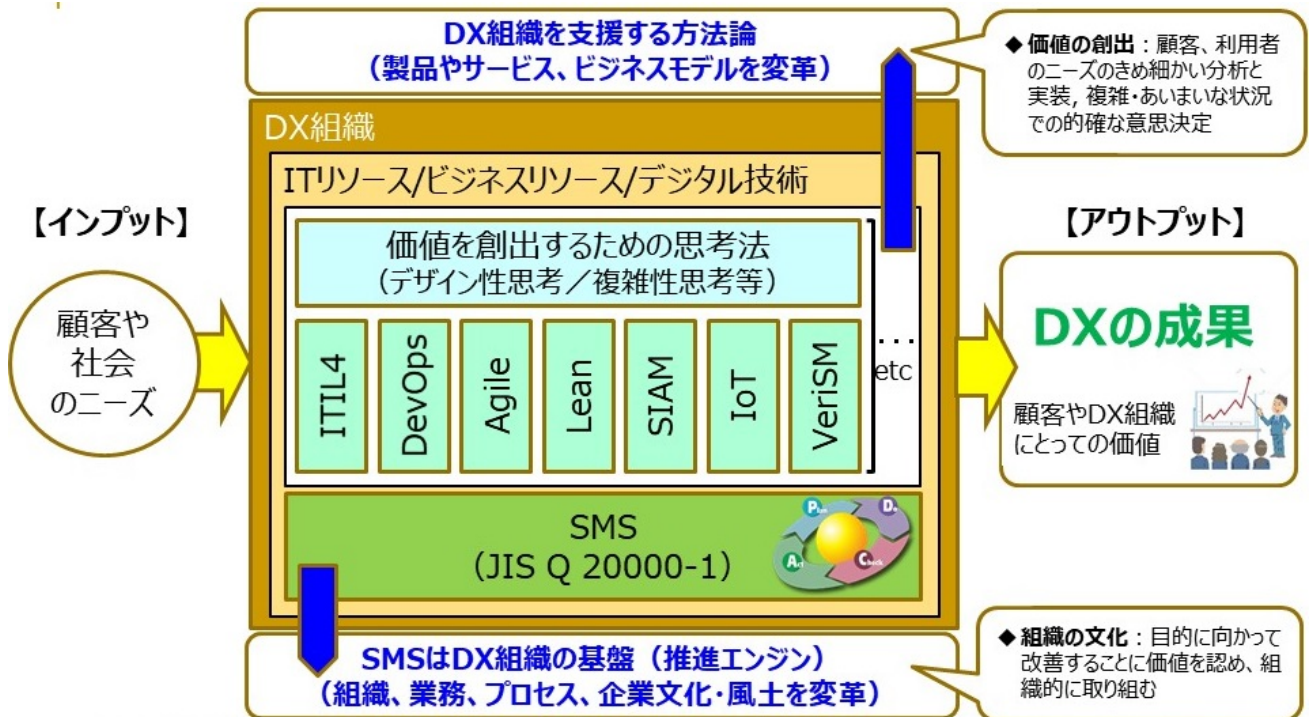 DX組織を支援する方法論
（製品やサービス、ビジネスモデルを変革）
◆価値の創出：顧客、利用者
のニーズのきめ細かい分析と
実装, 複雑・あいまいな状況
での的確な意思決定
DX組織
ITリソース/ビジネスリソース/デジタル技術
【インプット】
顧客や
社会
のニーズ
価値を創出するための思考法
（デザイン性思考／複雑性思考等）
ITIL4
DevOps
Agile
Lean
SIAM
IoT
VeriSM
...
etc
【アウトプット】
DXの成果
顧客やDX組織
にとっての価値
SMS
（JIS Q 20000-1）
Plan
Do
Check
Act
SMSはDX組織の基盤（推進エンジン）
（組織、業務、プロセス、企業文化・風土を変革）
◆組織の文化：目的に向かって
改善することに価値を認め、組
織的に取り組む